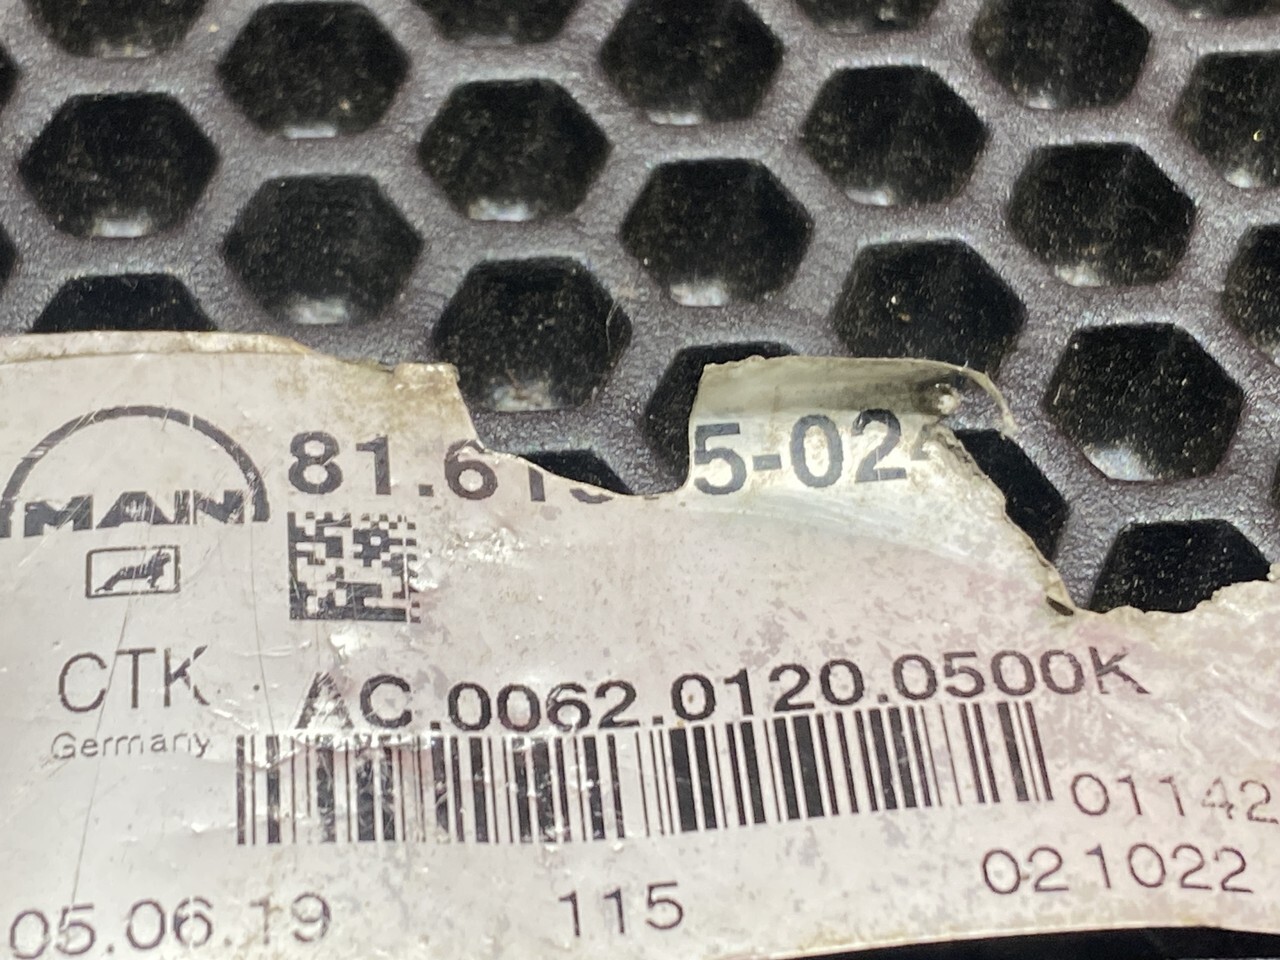 MAN
81.61 5-02
CTK
Germany
AC.0062.0120.0500K
01142
021022
05.06.19
115